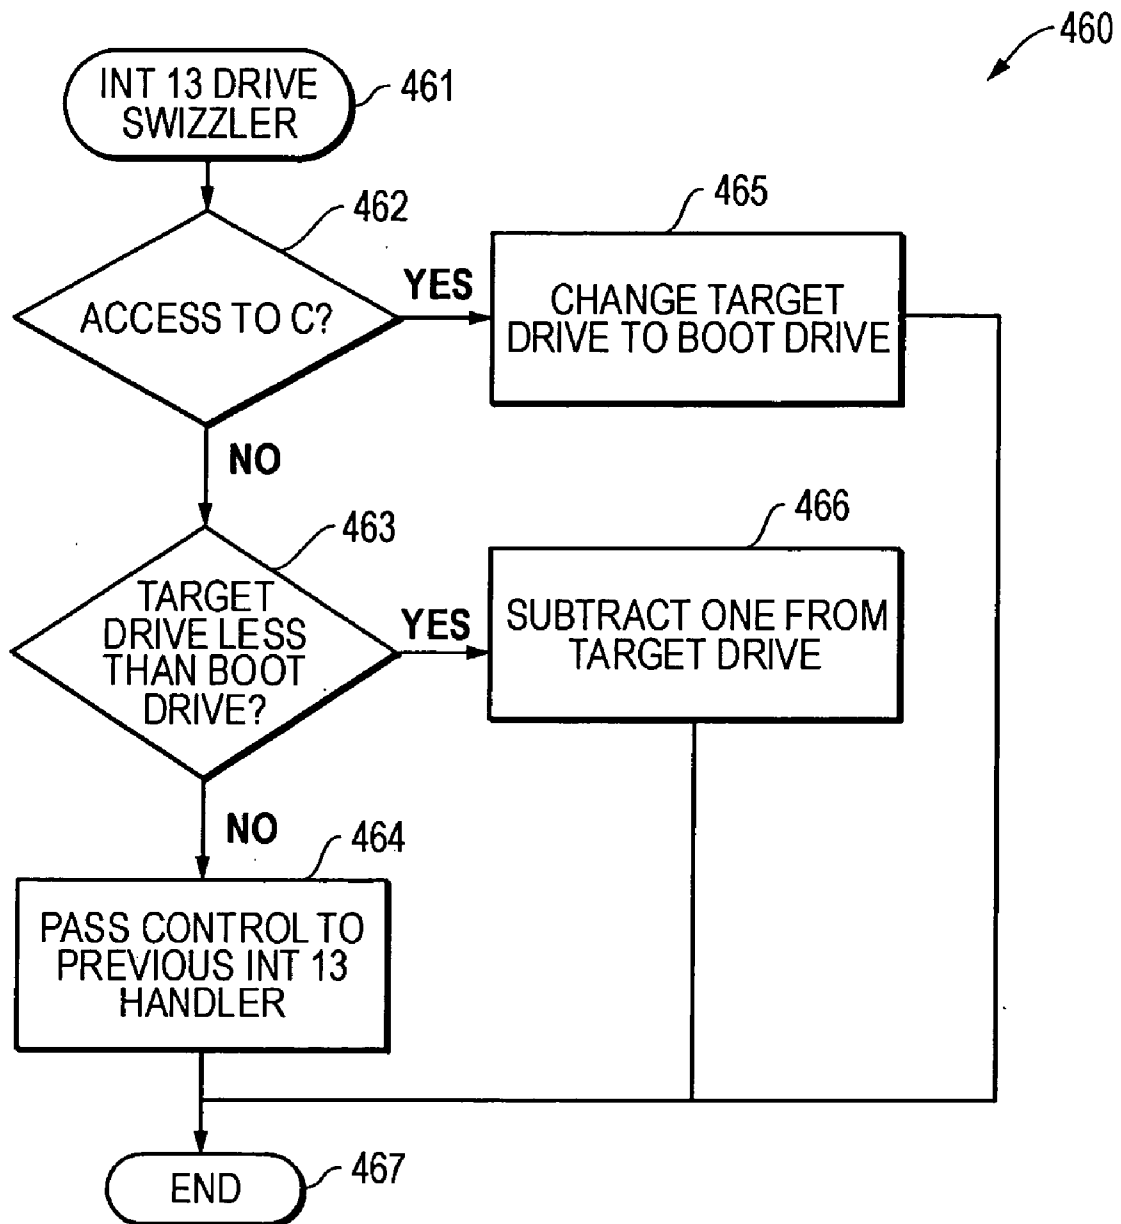 460
INT 13 DRIVE
SWIZZLER
461
462
ACCESS TO C?
YES
465
CHANGE TARGET
DRIVE TO BOOT DRIVE
NO
463
TARGET
DRIVE LESS
THAN BOOT
DRIVE?
YES
466
SUBTRACT ONE FROM
TARGET DRIVE
NO
464
PASS CONTROL TO
PREVIOUS INT 13
HANDLER
END
467